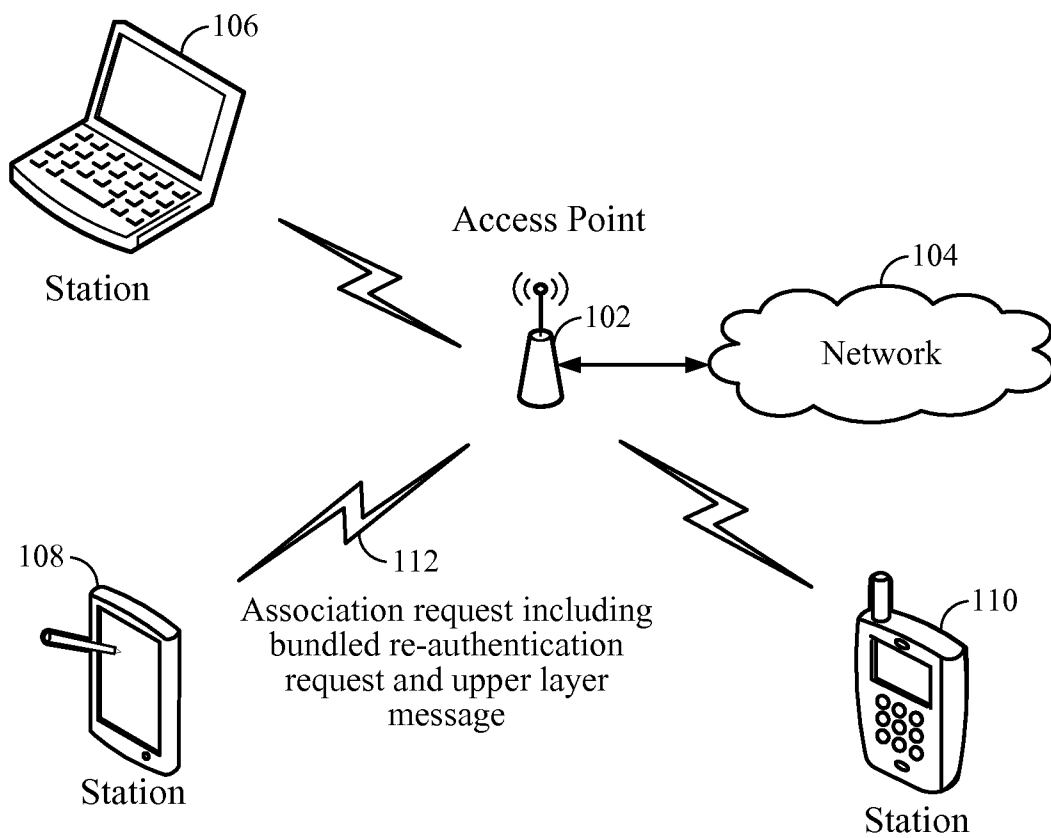 106
Station
Access Point
102
104
Network
108
Station
112
Association request including
bundled re-authentication
request and upper layer
message
110
Station